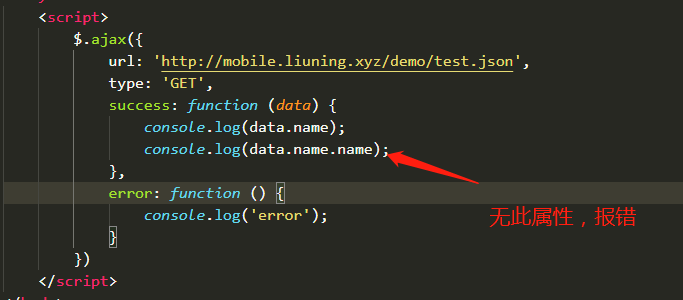 <script>
$.ajax({
url: 'http://mobile.liuning.xyz/demo/test.json',
type: 'GET',
success: function (data) {
console.log(data.name);
console.log(data.name.name);
},
error: function () {
无此属性，报错
console.log('error');
}
})
</script>